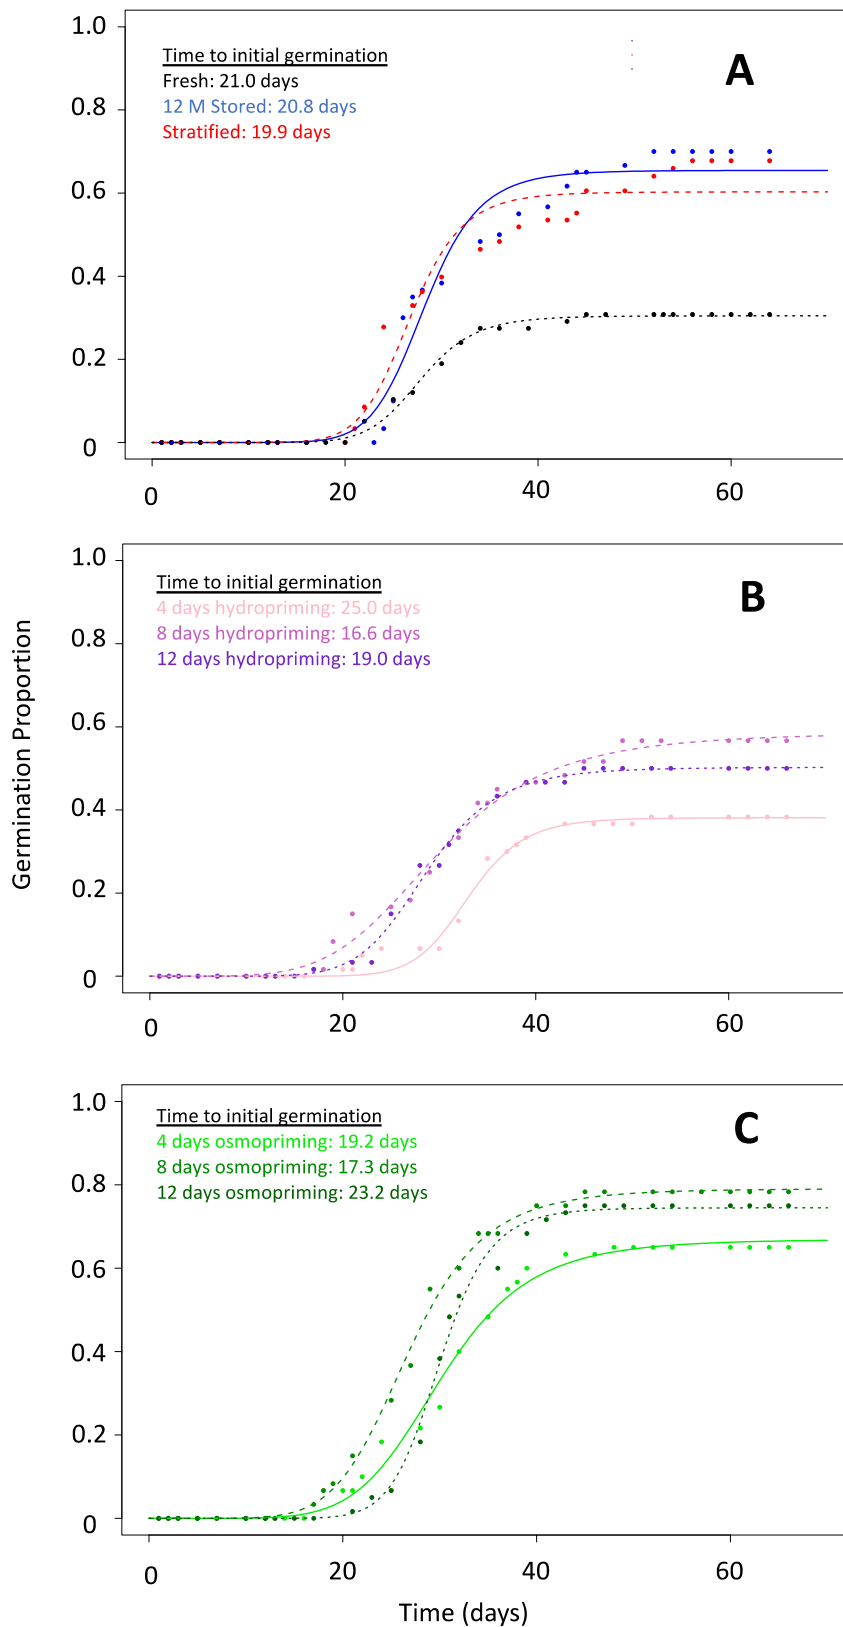 1.0
Time to initial germination
A
Fresh: 21.0 days
12 M Stored: 20.8 days
0.8
Stratified: 19.9 days
0.6
0.4
0.2
0
0
20
40
60
1.0
Time to initial germination
B
4 days hydropriming: 25.0 days
8 days hydropriming: 16.6 days
0.8
12 days hydropriming: 19.0 days
Germination Proportion
0.6
0.4
0.2
0
0
20
40
60
1.0
Time to initial germination
C
4 days osmopriming: 19.2 days
8 days osmopriming: 17.3 days
0.8
12 days osmopriming: 23.2 days
0.6
0.4
0.2
0
0
20
40
60
Time (days)